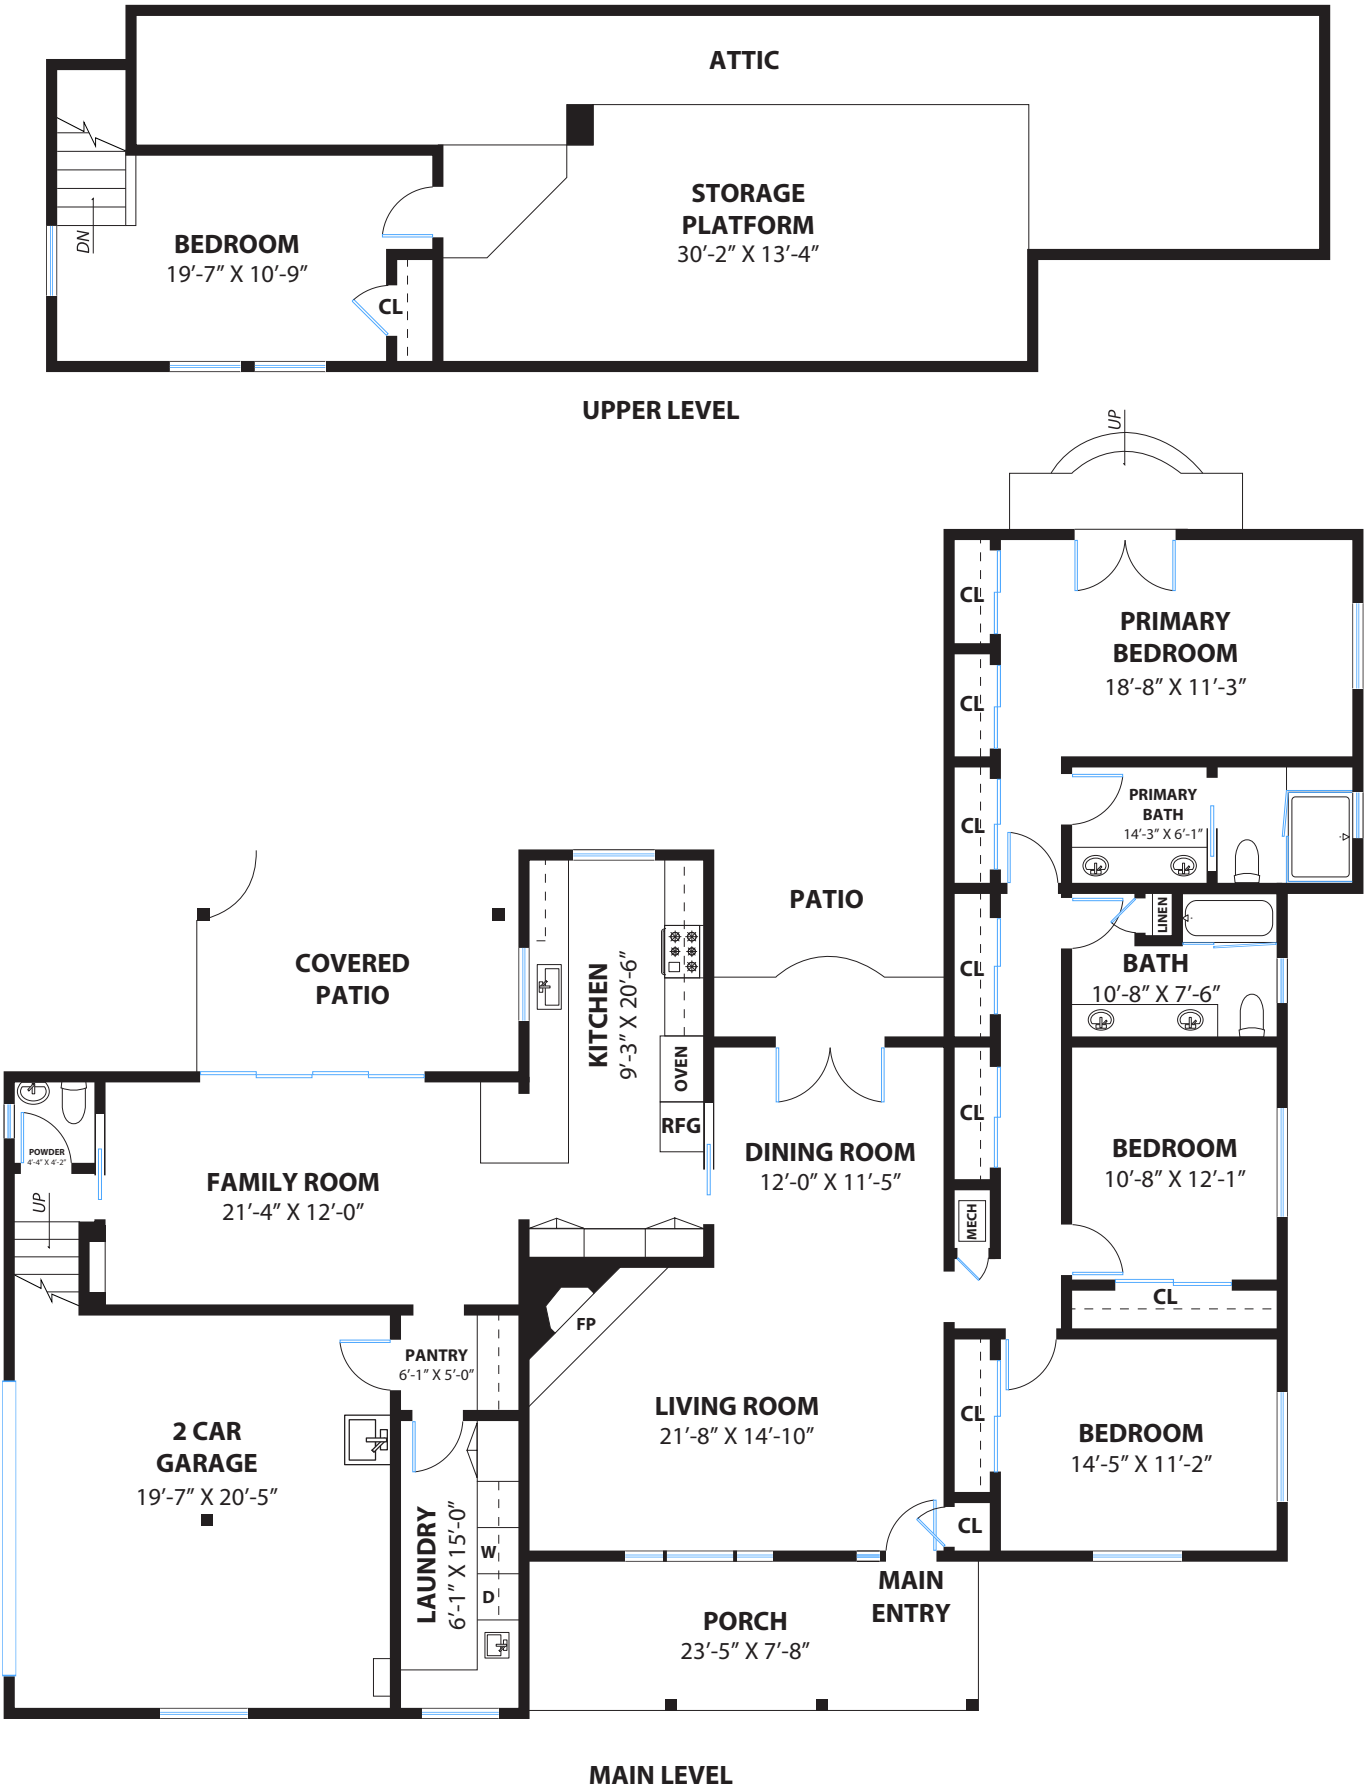 ATTIC
STORAGE
PLATFORM
30′-2″ X 13′-4″
DN
BEDROOM
19′-7″ X 10′-9″
CL
UPPER LEVEL
UP
CL
PRIMARY
BEDROOM
18′-8″ X 11′-3″
CL
CL
PRIMARY
BATH
14′-3″ X 6′-1″
PATIO
LINEN
CL
BATH
10′-8″ X 7′-6″
COVERED
PATIO
KITCHEN
9′-3″ X 20′-6″
OVEN
RFG
CL
POWDER
4′-4″ X 4′-2″
UP
FAMILY ROOM
21′-4″ X 12′-0″
DINING ROOM
12′-0″ X 11′-5″
BEDROOM
10′-8″ X 12′-1″
MECH
CL
FP
PANTRY
6′-1″ X 5′-0″
LIVING ROOM
21′-8″ X 14′-10″
CL
BEDROOM
14′-5″ X 11′-2″
2 CAR
GARAGE
19′-7″ X 20′-5″
LAUNDRY
6′-1″ X 15′-0″
W
D
CL
MAIN
ENTRY
PORCH
23′-5″ X 7′-8″
MAIN LEVEL